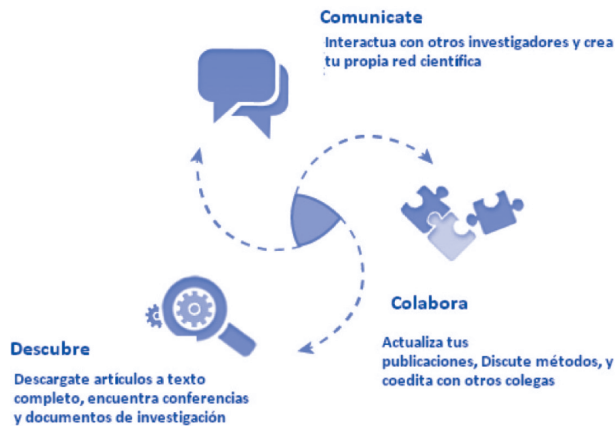 Comunicate
Interactua con otros investigadores y crea
tu propia red científica
Colabora
Actualiza tus
publicaciones, Discute métodos, y
coedita con otros colegas
Descubre
Descargate artículos a texto
completo, encuentra conferencias
y documentos de investigación